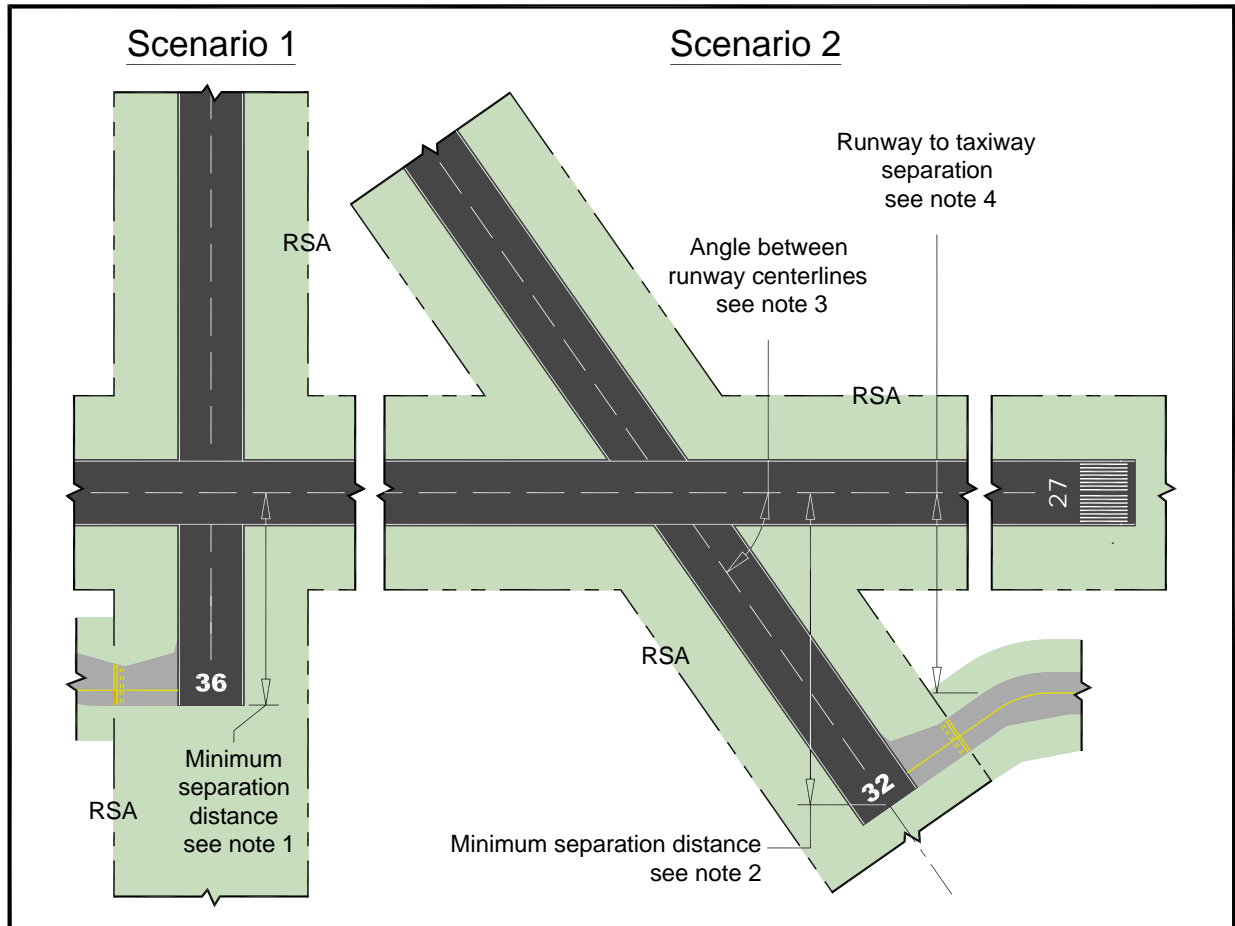 Scenario 1
Scenario 2
Runway to taxiway
separation
see note 4
RSA
Angle between
runway centerlines
see note 3
RSA
27
RSA
36
32
Minimum
separation
distance
see note 1
RSA
Minimum separation distance
see note 2